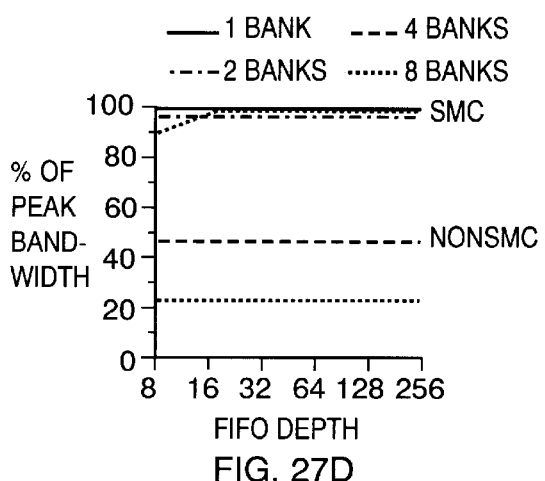 1 BANK
4 BANKS
2 BANKS
8 BANKS
% OF
PEAK
BAND-
WIDTH
100
80
60
40
20
0
SMC
NONSMC
8 16 32 64 128 256
FIFO DEPTH
FIG. 27D